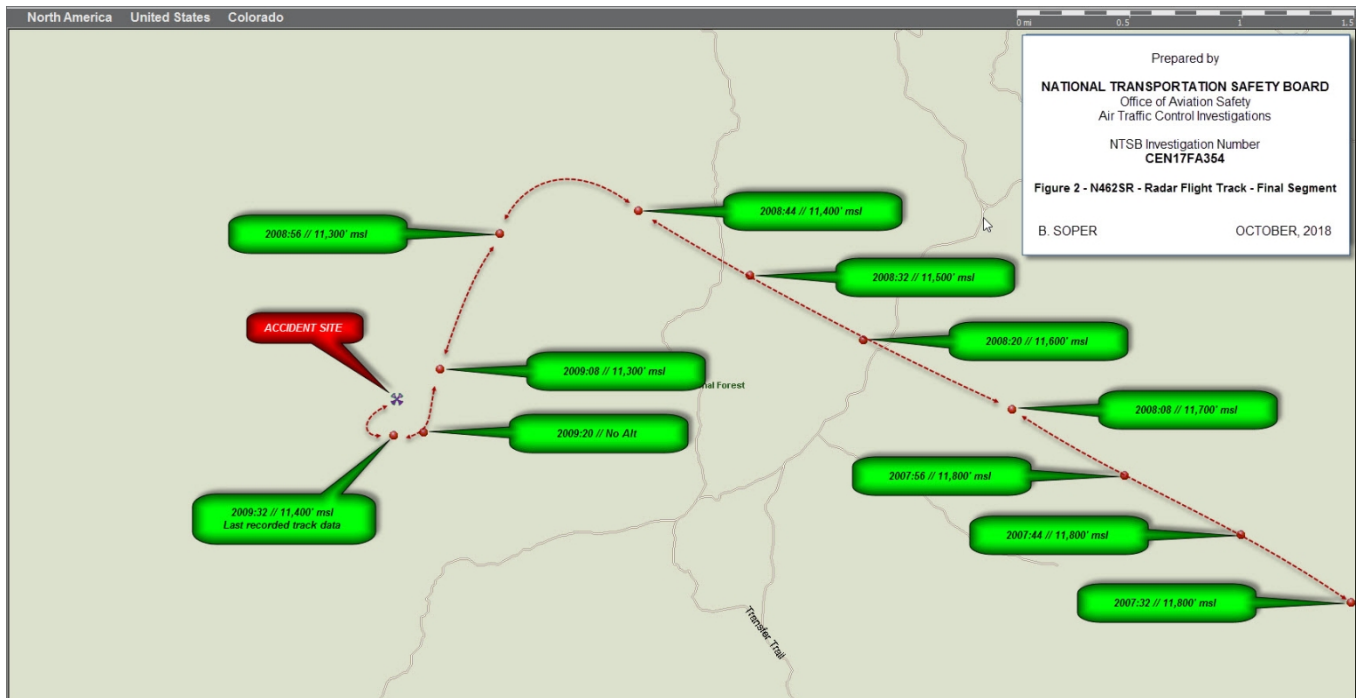 North America United States Colorado
0 mi 0.5 1 1.5
Prepared by
NATIONAL TRANSPORTATION SAFETY BOARD
Office of Aviation Safety
Air Traffic Control Investigations
NTSB Investigation Number
CEN17FA354
Figure 2 - N462SR - Radar Flight Track - Final Segment
B. SOPER OCTOBER, 2018
2008:44 // 11,400' msl
2008:56 // 11,300' msl
2008:32 // 11,500' msl
ACCIDENT SITE
2008:20 // 11,600' msl
2009:08 // 11,300' msl
nal Forest
2008:08 // 11,700' msl
2009:20 // No Alt
2007:56 // 11,800' msl
2009:32 // 11,400' msl
Last recorded track data
2007:44 // 11,800' msl
2007:32 // 11,800' msl
Transfer Trail